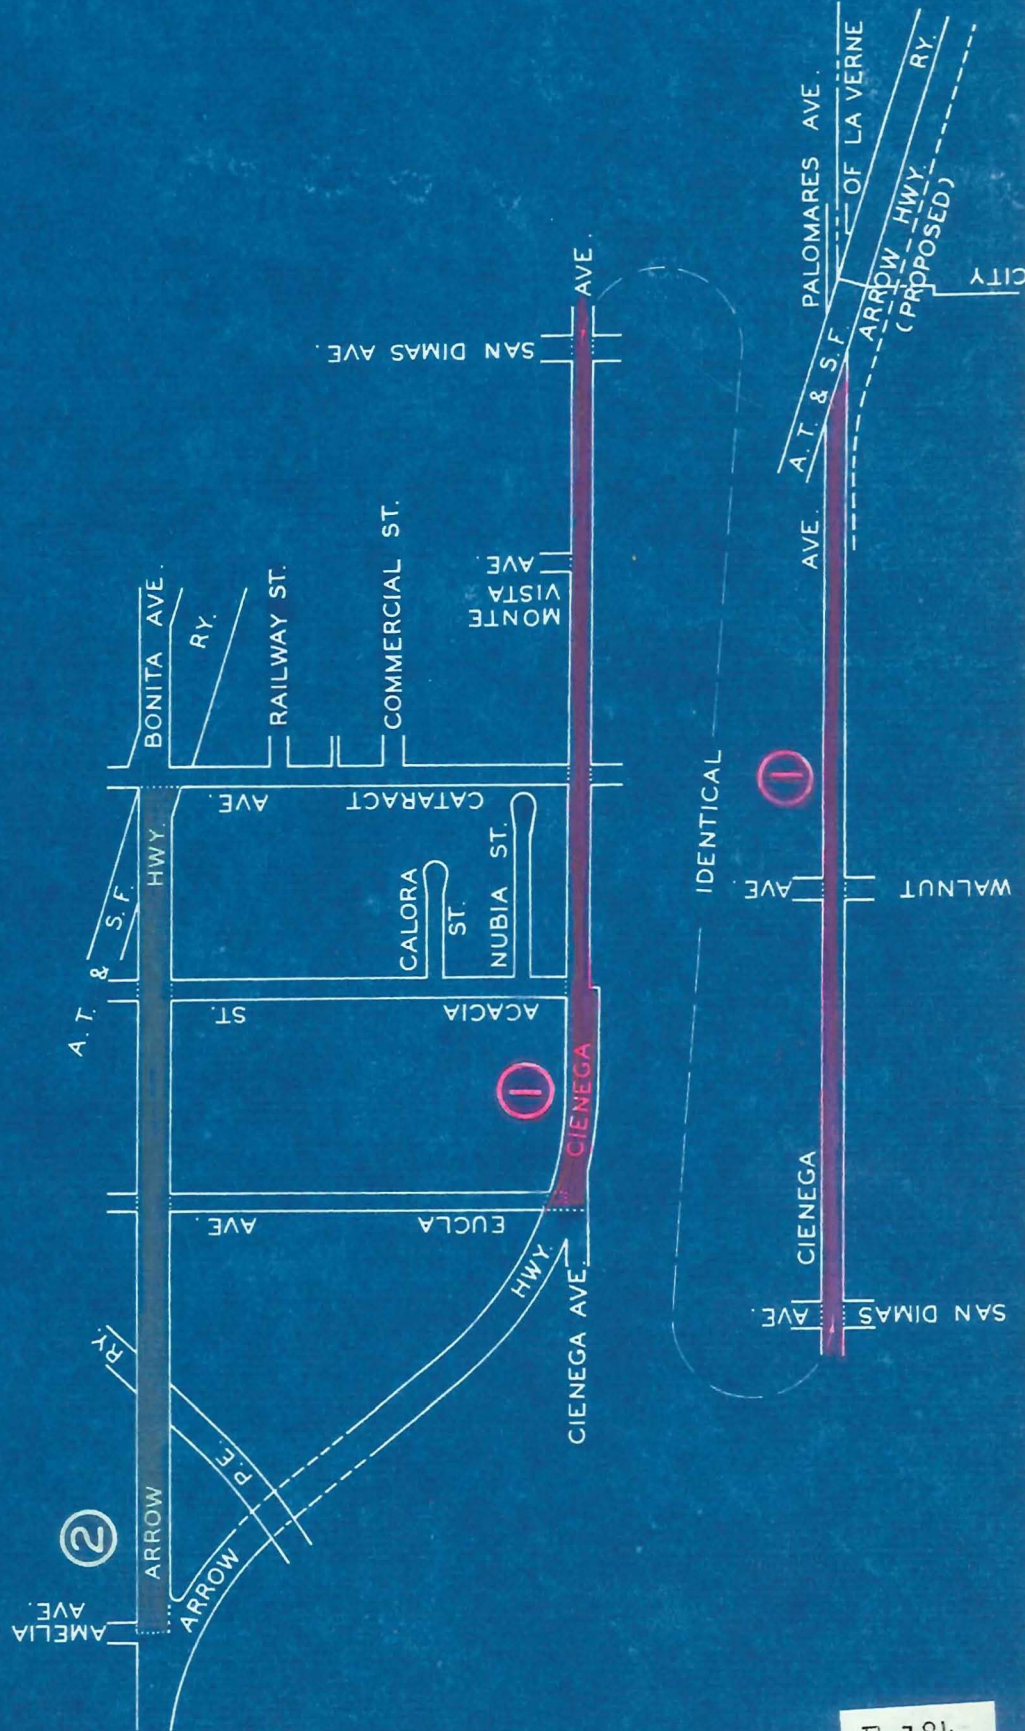 PALOMARES AVE.
CITY OF LA VERNE
A. T. & S. F. RY.
ARROW HWY.
(PROPOSED)
SAN DIMAS AVE.
AVE.
MONTE
VISTA
AVE.
BONITA AVE.
RY.
RAILWAY ST.
COMMERCIAL ST.
CATARACT AVE.
A. T. & S. F.
HWY.
CALORA
ST.
NUBIA ST.
ACACIA ST.
CIENEGA
1
EUCLA AVE.
HWY.
CIENEGA AVE.
RY.
P.E.
ARROW
ARROW
2
AMELIA
AVE.
IDENTICAL
1
AVE.
WALNUT AVE.
CIENEGA
SAN DIMAS AVE.